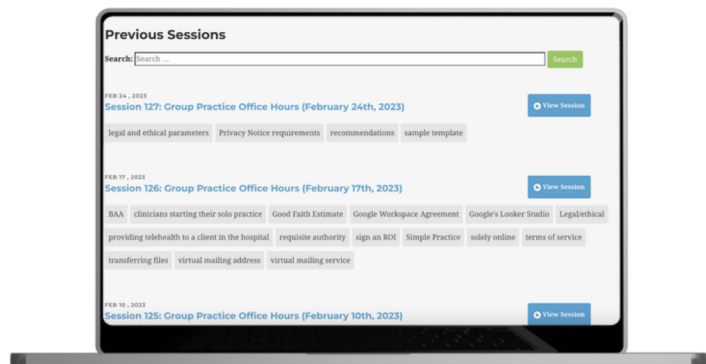 Previous Sessions
Search: Search ... Search
FEB 24 , 2023
Session 127: Group Practice Office Hours (February 24th, 2023) View Session
legal and ethical parameters Privacy Notice requirements recommendations sample template
FEB 17 , 2023
Session 126: Group Practice Office Hours (February 17th, 2023) View Session
BAA clinicians starting their solo practice Good Faith Estimate Google Workspace Agreement Google's Looker Studio Legal/ethical
providing telehealth to a client in the hospital requisite authority sign an ROI Simple Practice solely online terms of service
transferring files virtual mailing address virtual mailing service
FEB 10 , 2023
Session 125: Group Practice Office Hours (February 10th, 2023) View Session